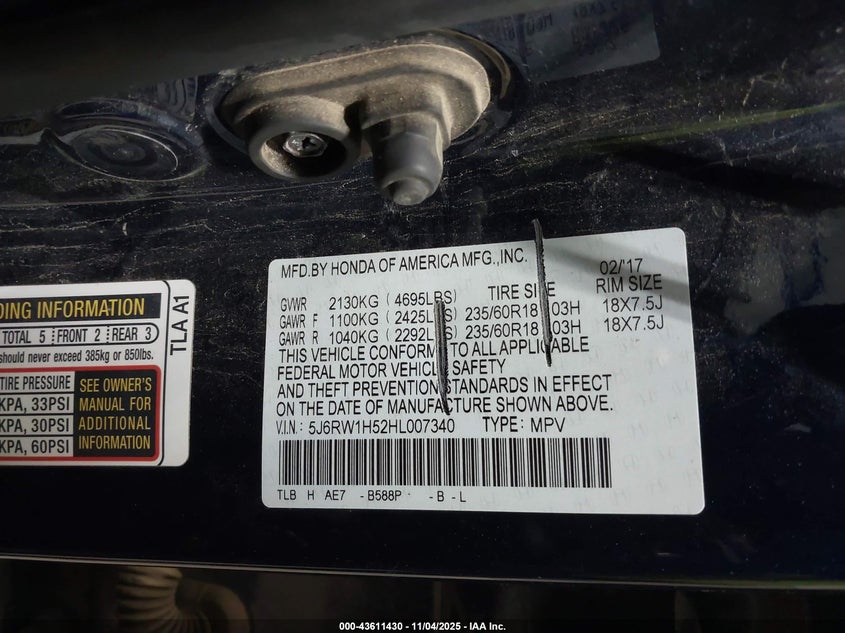 MFD.BY HONDA OF AMERICA MFG.,INC. 02/'17
GVWR 2130KG (4695LBS) TIRE SIZE RIM SIZE
GAWR F 1100KG (2425LBS) 235/60R18 103H 18X7.5J
GAWR R 1040KG (2292LBS) 235/60R18 103H 18X7.5J
THIS VEHICLE CONFORMS TO ALL APPLICABLE
FEDERAL MOTOR VEHICLE SAFETY
AND THEFT PREVENTION STANDARDS IN EFFECT
ON THE DATE OF MANUFACTURE SHOWN ABOVE.
V.I.N.: 5J6RW1H52HL007340 TYPE: MPV
TLB H AE7 -B588P -B-L
DING INFORMATION
TOTAL 5 FRONT 2 REAR 3
should never exceed 385kg or 850lbs.
TIRE PRESSURE
KPA, 33PSI
KPA, 30PSI
KPA, 60PSI
SEE OWNER'S
MANUAL FOR
ADDITIONAL
INFORMATION
TLA A1
000-43611430 - 11/04/2025 - IAA Inc.